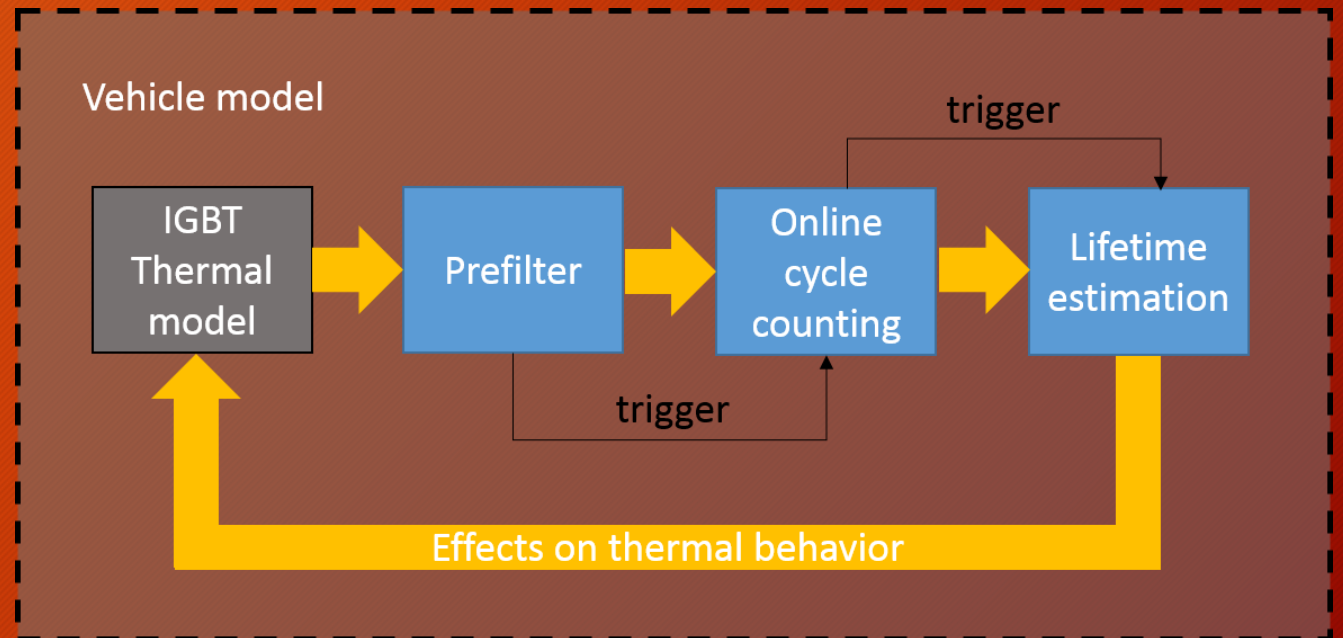 Vehicle model
trigger
IGBT
Thermal
model
Prefilter
Online
cycle
counting
Lifetime
estimation
trigger
Effects on thermal behavior